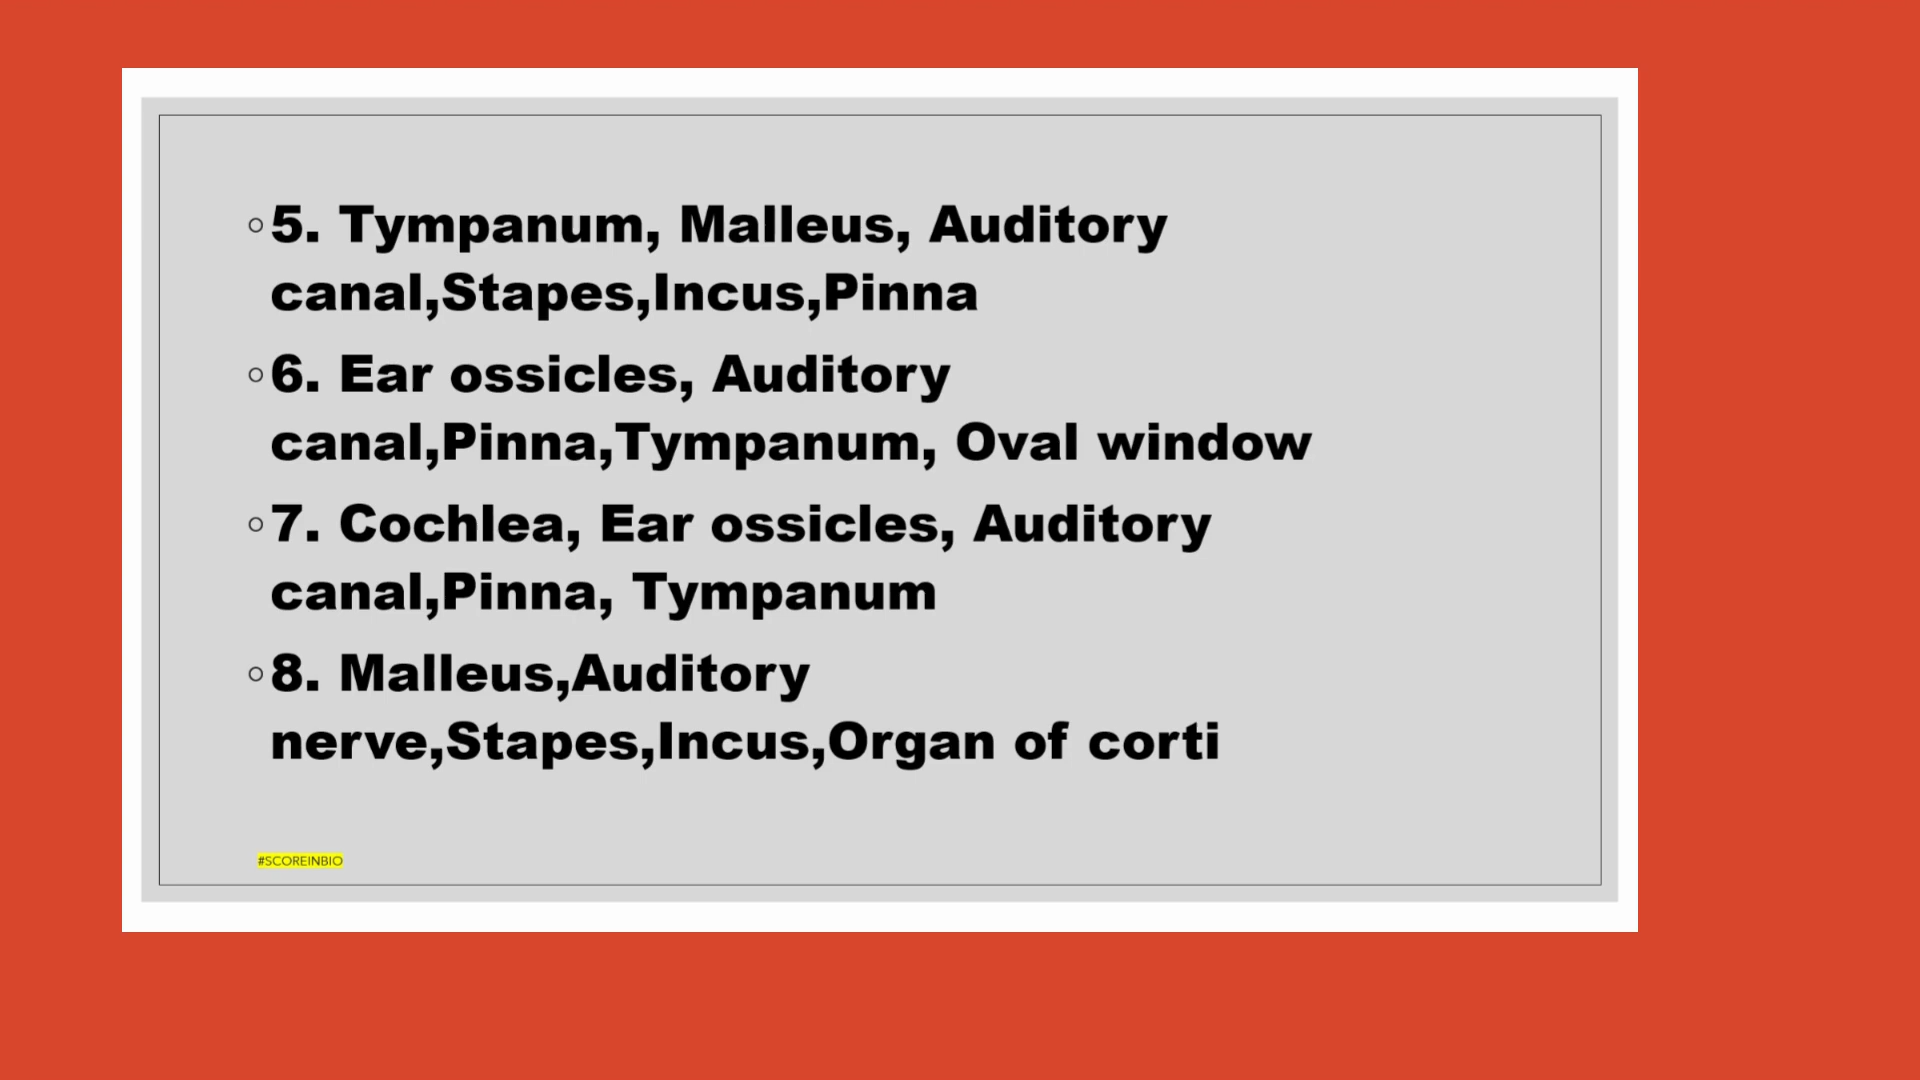 5. Tympanum, Malleus, Auditory
canal,Stapes,Incus,Pinna
6. Ear ossicles, Auditory
canal,Pinna,Tympanum, Oval window
7. Cochlea, Ear ossicles, Auditory
canal,Pinna, Tympanum
8. Malleus,Auditory
nerve,Stapes,Incus,Organ of corti
#SCOREINBIO